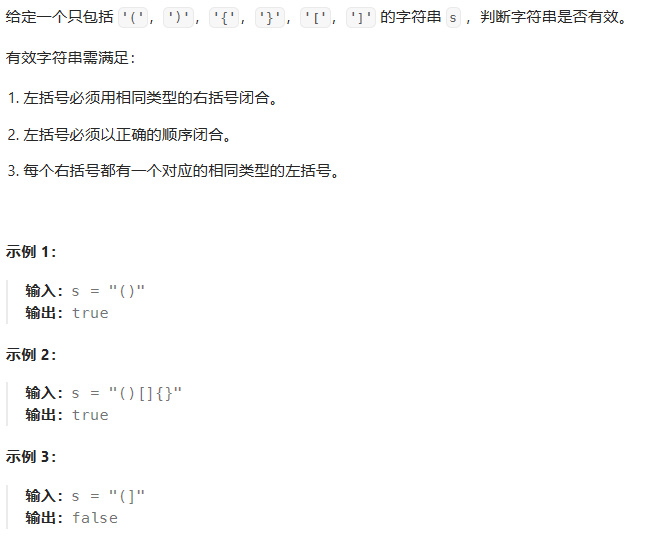 给定一个只包括 '('，')'，'{'，'}'，'['，']' 的字符串 s ，判断字符串是否有效。
有效字符串需满足：
1. 左括号必须用相同类型的右括号闭合。
2. 左括号必须以正确的顺序闭合。
3. 每个右括号都有一个对应的相同类型的左括号。
示例 1：
输入：s = "()"
输出：true
示例 2：
输入：s = "()[]{}"
输出：true
示例 3：
输入：s = "(]"
输出：false